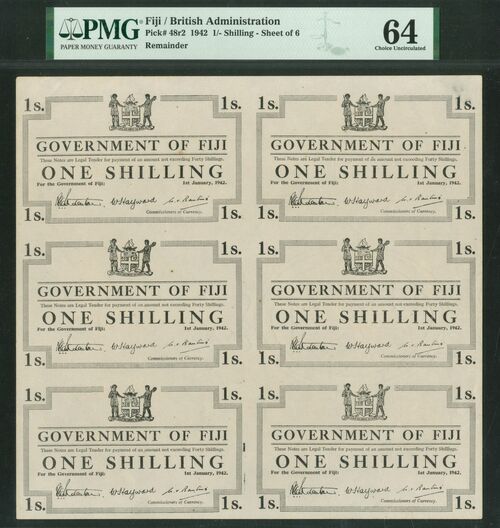 PMG
PAPER MONEY GUARANTY
Fiji / British Administration
Pick# 48r2 1942 1/- Shilling - Sheet of 6
Remainder
64
Choice Uncirculated
1s. 1s.
GOVERNMENT OF FIJI
These Notes are Legal Tender for payment of an amount not exceeding Forty Shillings.
ONE SHILLING
For the Government of Fiji: 1st January, 1942.
W Hayward
Commissioners of Currency.
1s. 1s.
1s. 1s.
GOVERNMENT OF FIJI
These Notes are Legal Tender for payment of an amount not exceeding Forty Shillings.
ONE SHILLING
For the Government of Fiji: 1st January, 1942.
W Hayward
Commissioners of Currency.
1s. 1s.
1s. 1s.
GOVERNMENT OF FIJI
These Notes are Legal Tender for payment of an amount not exceeding Forty Shillings.
ONE SHILLING
For the Government of Fiji: 1st January, 1942.
W Hayward
Commissioners of Currency.
1s. 1s.
1s. 1s.
GOVERNMENT OF FIJI
These Notes are Legal Tender for payment of an amount not exceeding Forty Shillings.
ONE SHiLLING
For the Government of Fiji: 1st January, 1942.
W Hayward
Commissioners of Currency.
1s. 1s.
1s. 1s.
GOVERNMENT OF FIJI
These Notes are Legal Tender for payment of an amount not exceeding Forty Shillings.
ONE SHILLING
For the Government of Fiji: 1st January, 1942.
W Hayward
Commissioners of Currency.
1s. 1s.
1s. 1s.
GOVERNMENT OF FIJI
These Notes are Legal Tender for payment of an amount not exceeding Forty Shillings.
ONE SHILLING
For the Government of Fiji: 1st January, 1942.
W Hayward
Commissioners of Currency.
1s. 1s.